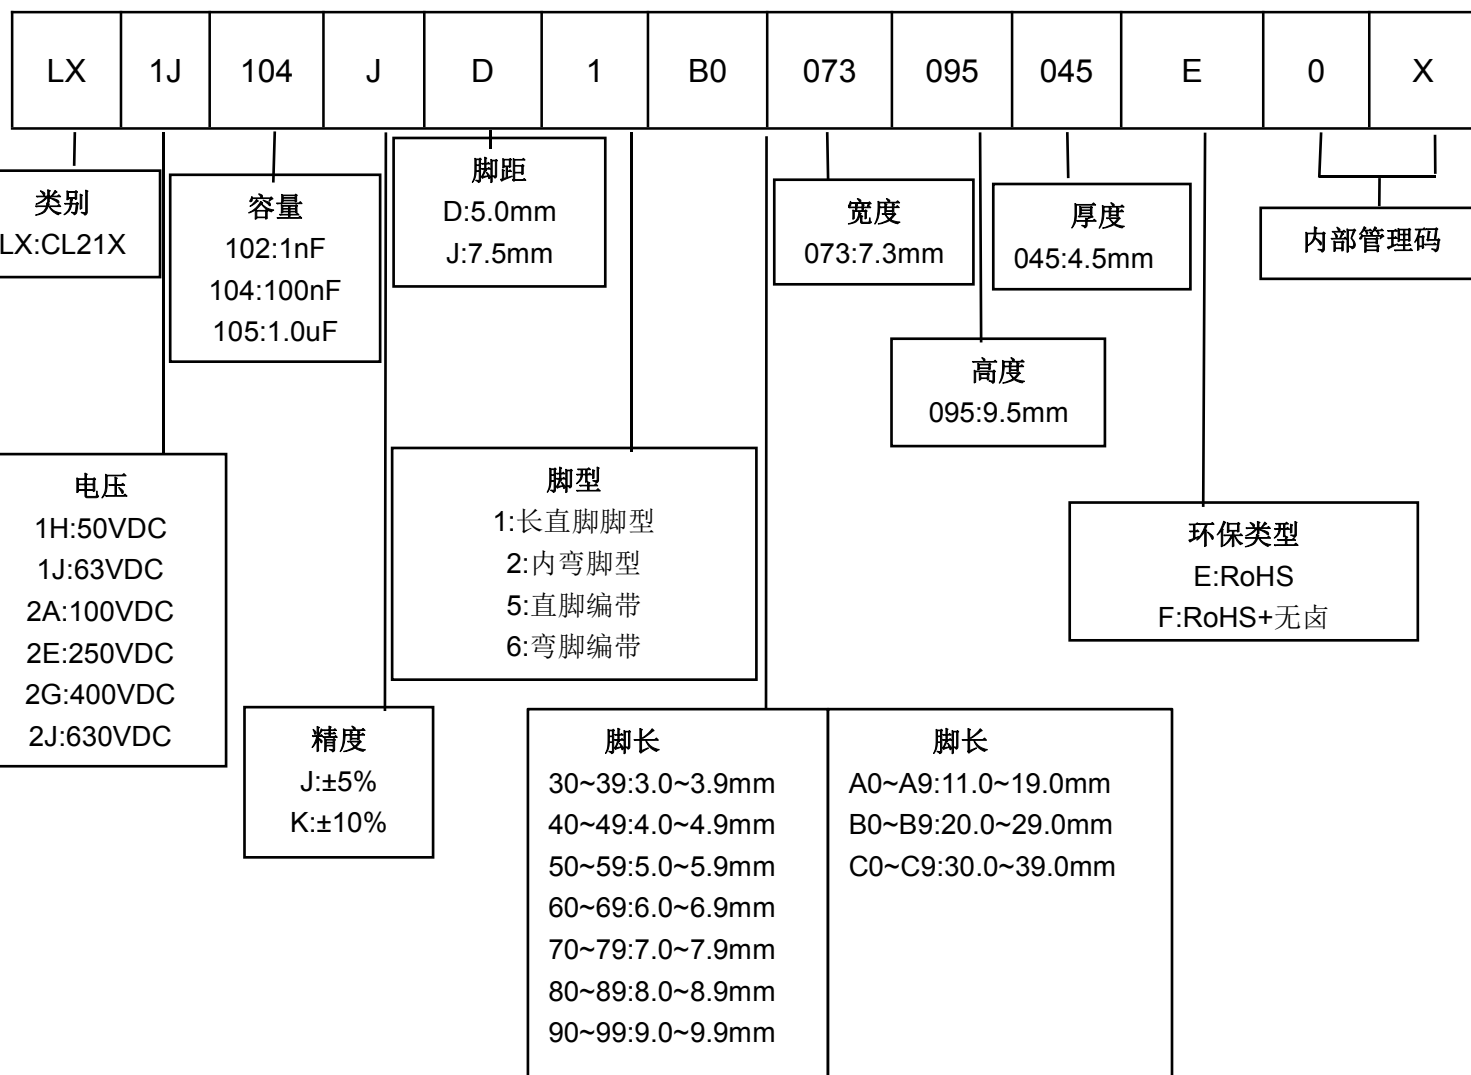 LX 1J 104 J D 1 B0 073 095 045 E 0 X
类别
LX:CL21X
容量
102:1nF
104:100nF
105:1.0uF
脚距
D:5.0mm
J:7.5mm
宽度
073:7.3mm
厚度
045:4.5mm
内部管理码
高度
095:9.5mm
电压
1H:50VDC
1J:63VDC
2A:100VDC
2E:250VDC
2G:400VDC
2J:630VDC
脚型
1:长直脚脚型
2:内弯脚型
5:直脚编带
6:弯脚编带
环保类型
E:RoHS
F:RoHS+无卤
精度
J:±5%
K:±10%
脚长
30~39:3.0~3.9mm
40~49:4.0~4.9mm
50~59:5.0~5.9mm
60~69:6.0~6.9mm
70~79:7.0~7.9mm
80~89:8.0~8.9mm
90~99:9.0~9.9mm
脚长
A0~A9:11.0~19.0mm
B0~B9:20.0~29.0mm
C0~C9:30.0~39.0mm